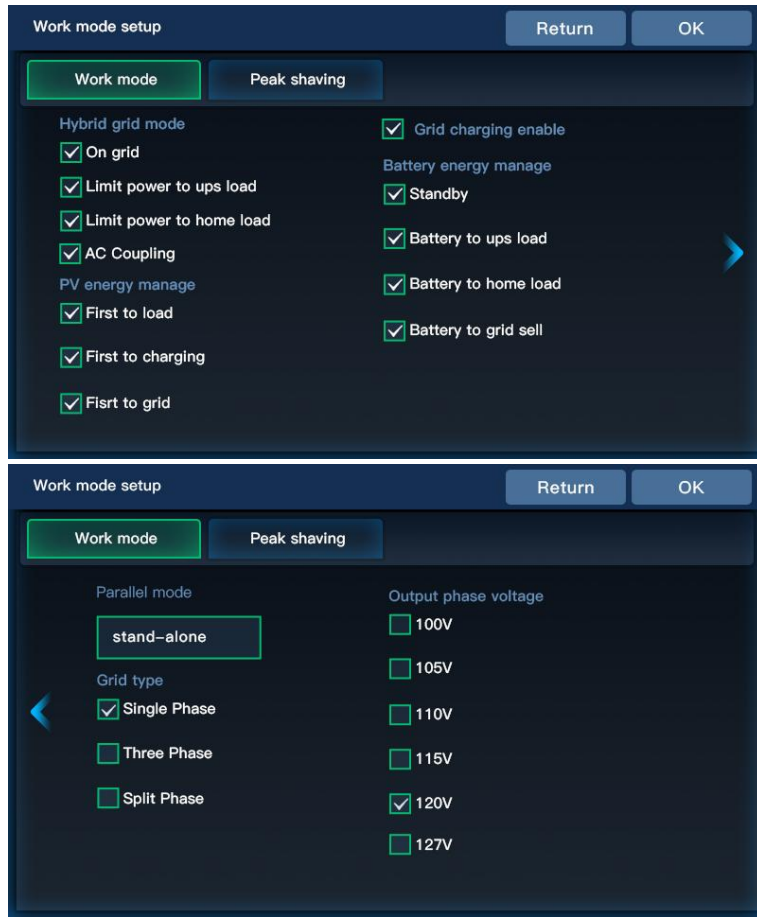 Work mode setup
Return
OK
Work mode
Peak shaving
Hybrid grid mode
On grid
Limit power to ups load
Limit power to home load
AC Coupling
PV energy manage
First to load
First to charging
Fisrt to grid
Grid charging enable
Battery energy manage
Standby
Battery to ups load
Battery to home load
Battery to grid sell
Work mode setup
Return
OK
Work mode
Peak shaving
Parallel mode
stand-alone
Grid type
Single Phase
Three Phase
Split Phase
Output phase voltage
100V
105V
110V
115V
120V
127V